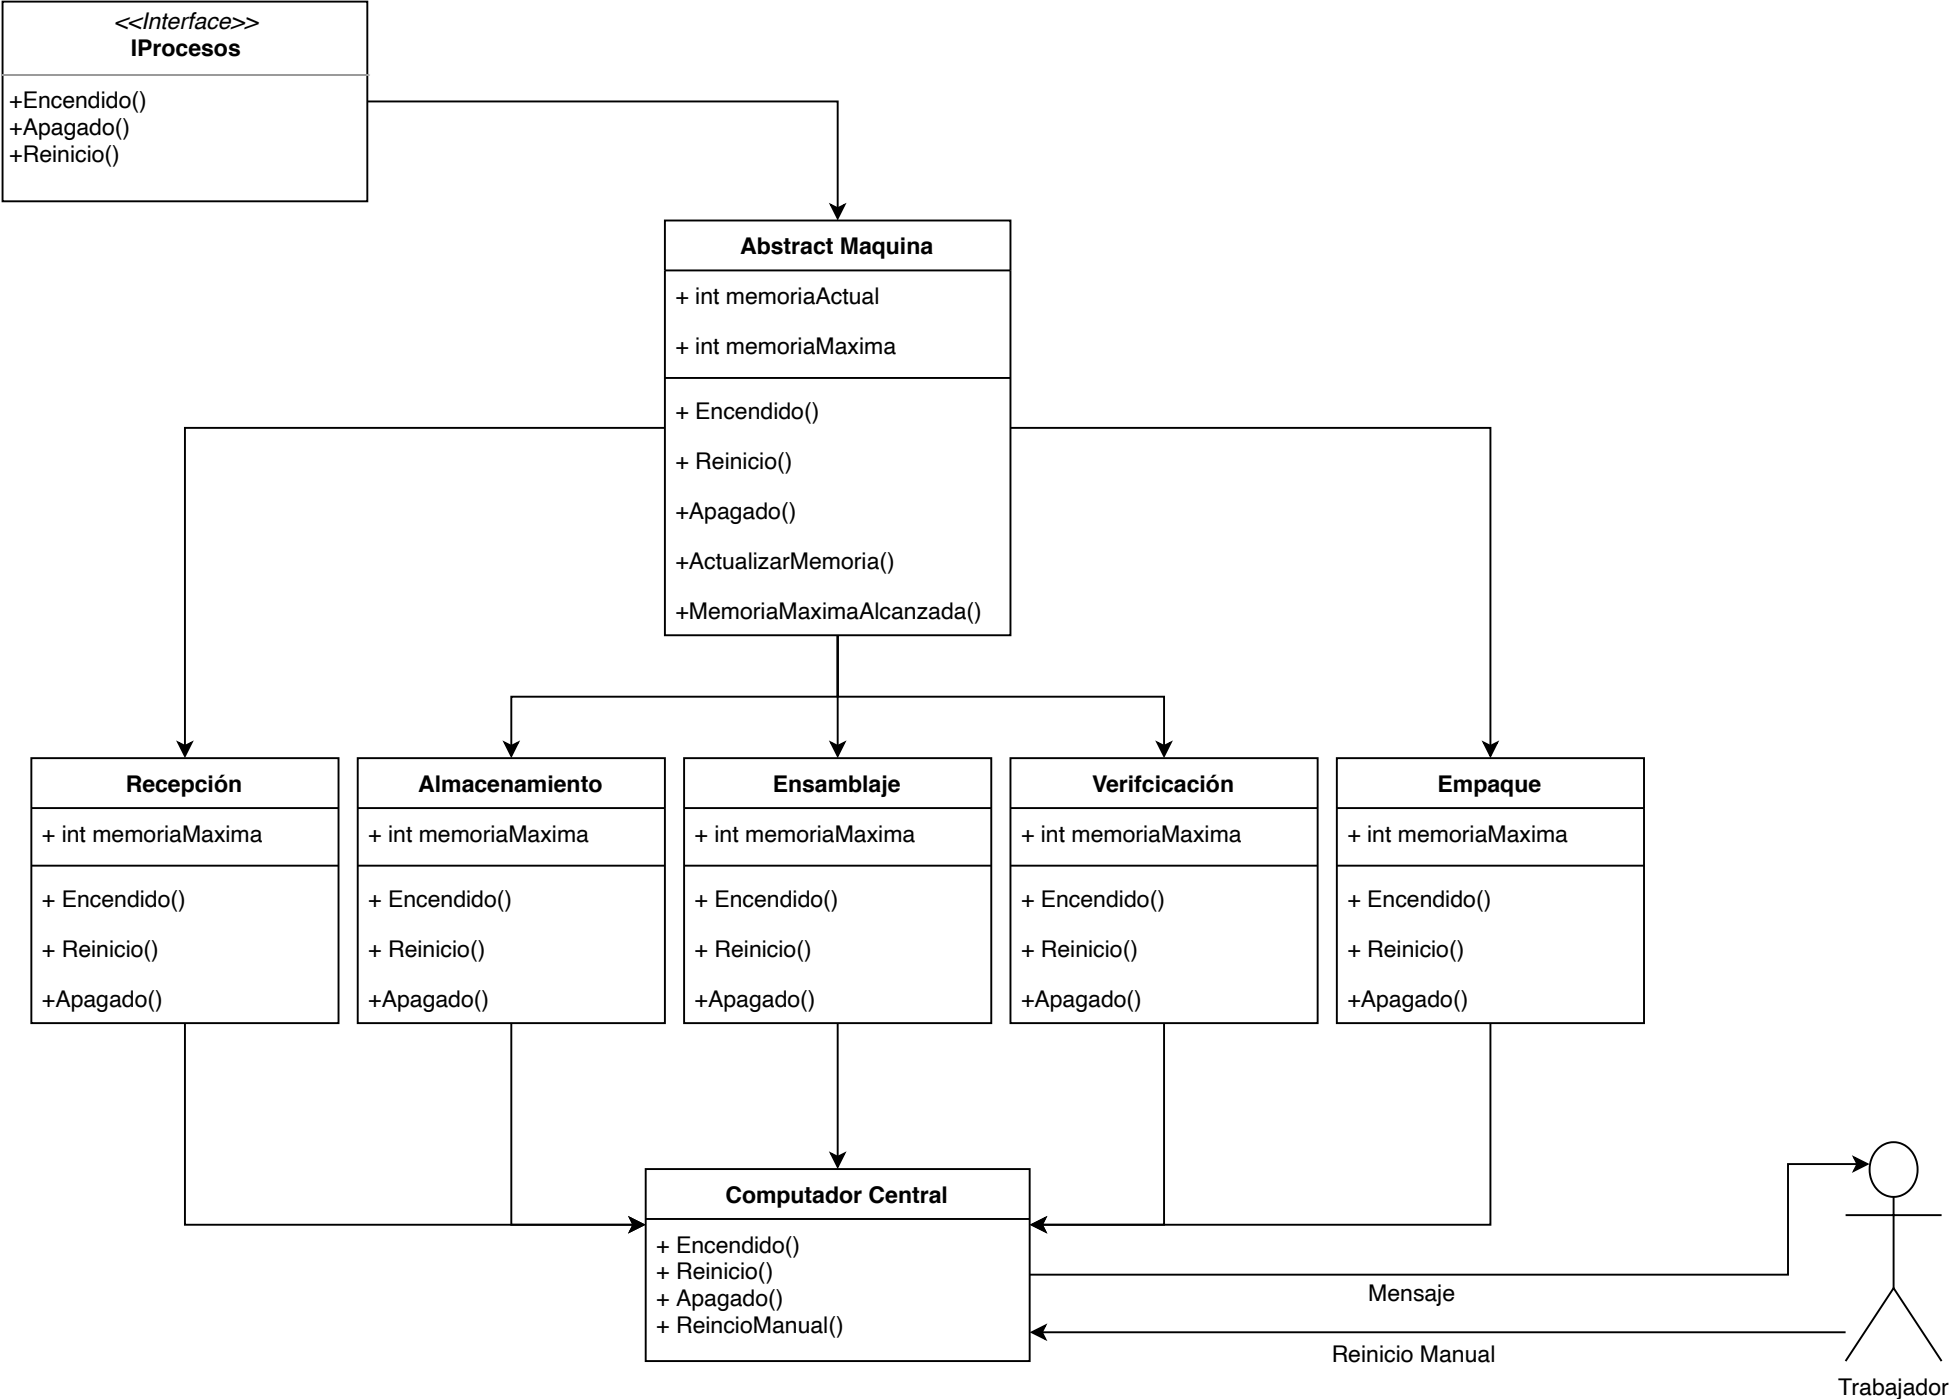 <<Interface>>
IProcesos
+Encendido()
+Apagado()
+Reinicio()
Abstract Maquina
+ int memoriaActual
+ int memoriaMaxima
+ Encendido()
+ Reinicio()
+Apagado()
+ActualizarMemoria()
+MemoriaMaximaAlcanzada()
Recepción
+ int memoriaMaxima
+ Encendido()
+ Reinicio()
+Apagado()
Almacenamiento
+ int memoriaMaxima
+ Encendido()
+ Reinicio()
+Apagado()
Ensamblaje
+ int memoriaMaxima
+ Encendido()
+ Reinicio()
+Apagado()
Verifcicación
+ int memoriaMaxima
+ Encendido()
+ Reinicio()
+Apagado()
Empaque
+ int memoriaMaxima
+ Encendido()
+ Reinicio()
+Apagado()
Computador Central
+ Encendido()
+ Reinicio()
+ Apagado()
+ ReincioManual()
Mensaje
Reinicio Manual
Trabajador